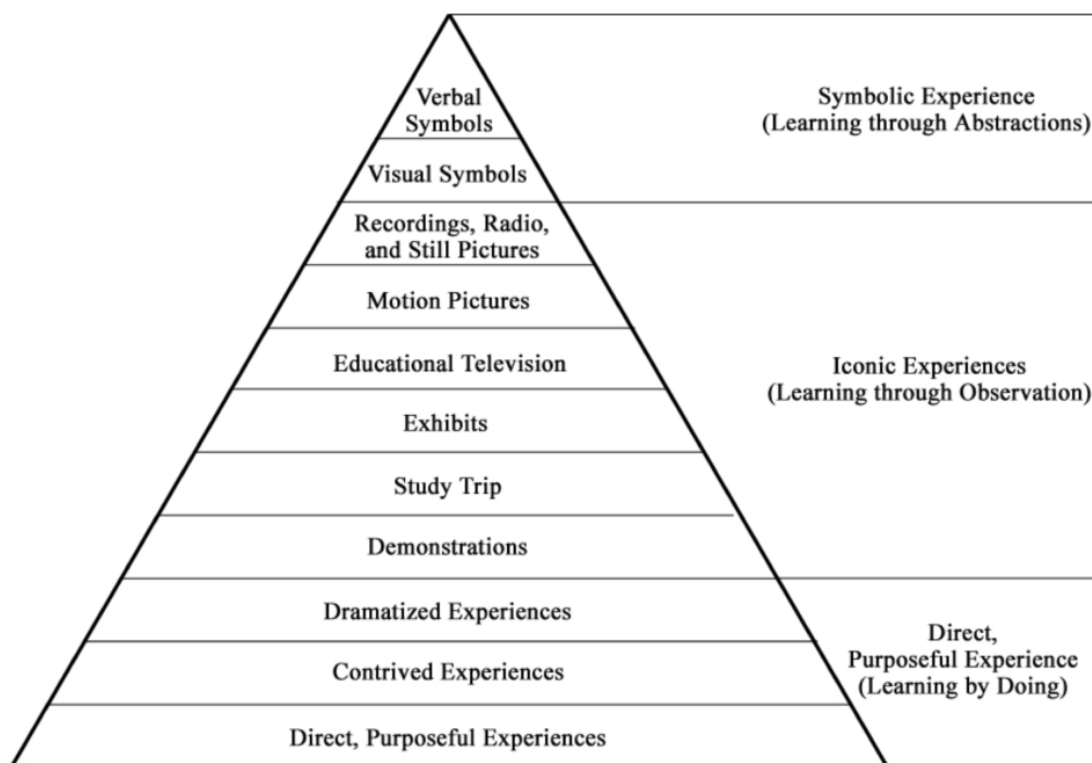 Verbal
Symbols
Visual Symbols
Recordings, Radio,
and Still Pictures
Motion Pictures
Educational Television
Exhibits
Study Trip
Demonstrations
Dramatized Experiences
Contrived Experiences
Direct, Purposeful Experiences
Symbolic Experience
(Learning through Abstractions)
Iconic Experiences
(Learning through Observation)
Direct,
Purposeful Experience
(Learning by Doing)